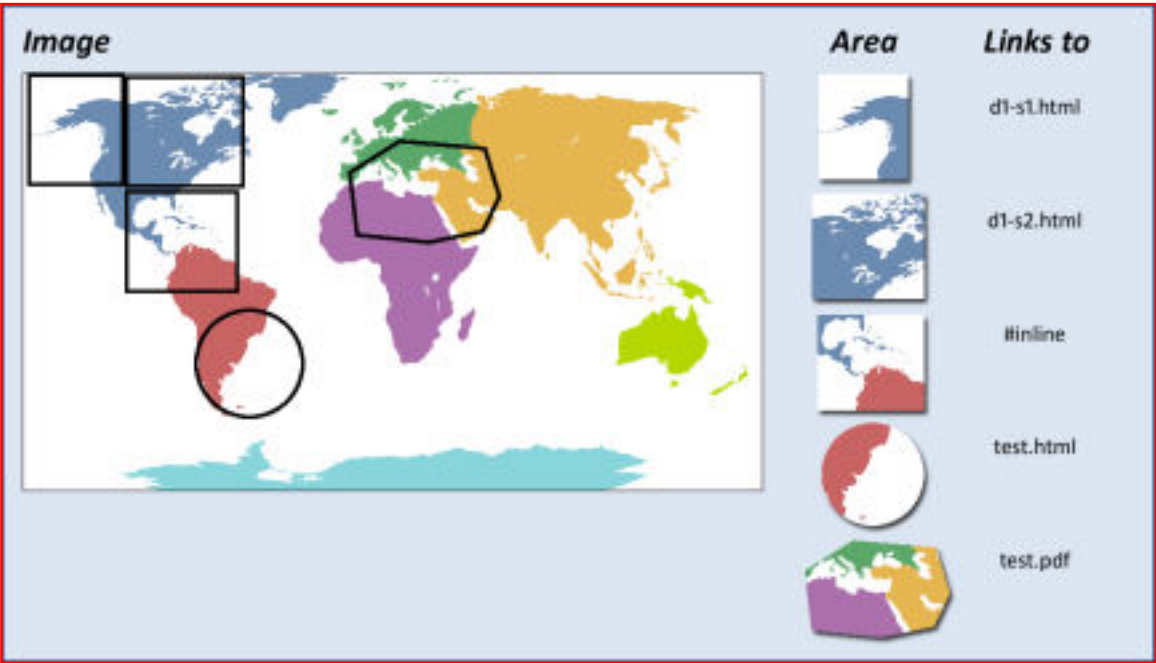 Image
Area
Links to
d1-s1.html
d1-s2.html
#inline
test.html
test.pdf